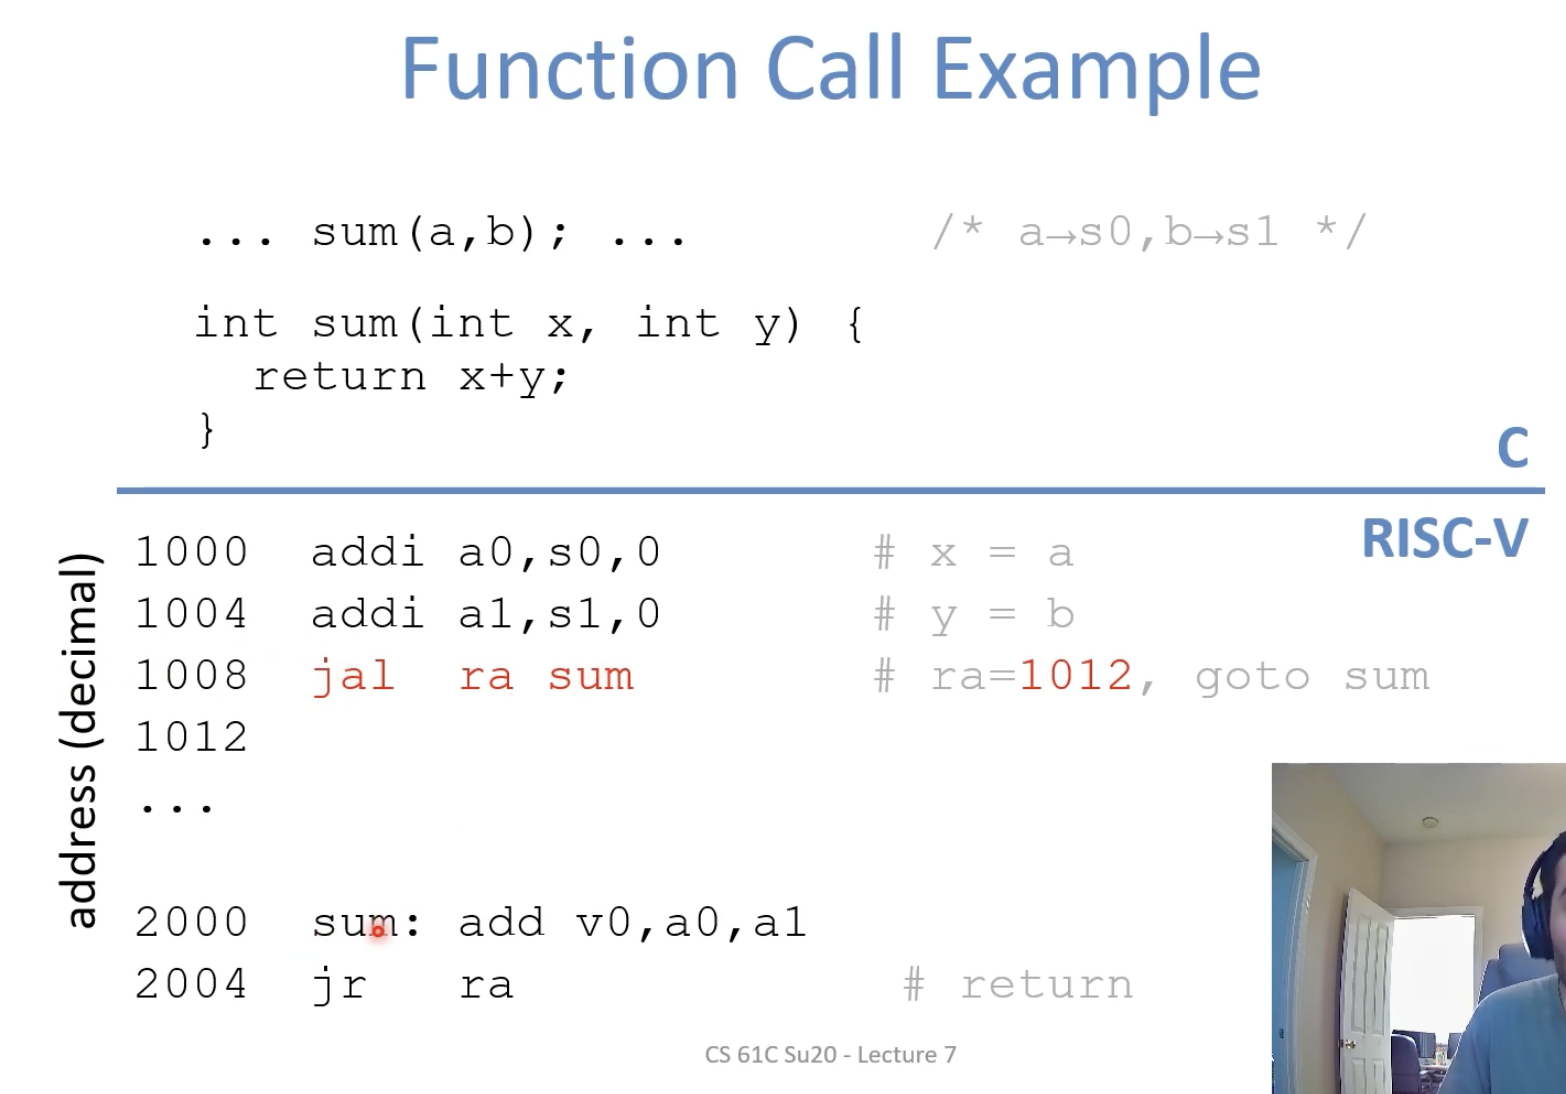 Function Call Example
... sum(a,b); ... /* a→s0,b→s1 */
int sum(int x, int y) {
return x+y;
}
C
RISC-V
address (decimal)
1000 addi a0,s0,0 # x = a
1004 addi a1,s1,0 # y = b
1008 jal ra sum # ra=1012, goto sum
1012
...
2000 sum: add v0,a0,a1
2004 jr ra # return
CS 61C Su20 - Lecture 7